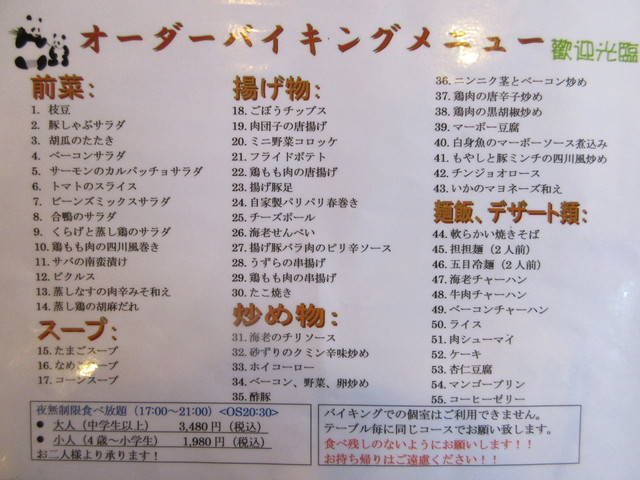 オーダーバイキングメニュー
歡迎光臨
前菜：
1. 枝豆
2. 豚しゃぶサラダ
3. 胡瓜のたたき
4. ベーコンサラダ
5. サーモンのカルパッチョサラダ
6. トマトのスライス
7. ビーンズミックスサラダ
8. 合鴨のサラダ
9. くらげと蒸し鶏のサラダ
10. 鶏もも肉の四川風巻き
11. サバの南蛮漬け
12. ピクルス
13. 蒸しなすの肉辛みそ和え
14. 蒸し鶏の胡麻だれ
スープ：
15. たまごスープ
16. なめこスープ
17. コーンスープ
揚げ物：
18. ごぼうチップス
19. 肉団子の唐揚げ
20. ミニ野菜コロッケ
21. フライドポテト
22. 鶏もも肉の唐揚げ
23. 揚げ豚足
24. 自家製パリパリ春巻き
25. チーズボール
26. 海老せんべい
27. 揚げ豚バラ肉のピリ辛ソース
28. うずらの串揚げ
29. 鶏もも肉の串揚げ
30. たこ焼き
炒め物：
31. 海老のチリソース
32. 砂ずりのクミン辛味炒め
33. ホイコーロー
34. ベーコン、野菜、卵炒め
35. 酢豚
36. ニンニク茎とベーコン炒め
37. 鶏肉の唐辛子炒め
38. 鶏肉の黒胡椒炒め
39. マーボー豆腐
40. 白身魚のマーボーソース煮込み
41. もやしと豚ミンチの四川風炒め
42. チンジョオロース
43. いかのマヨネーズ和え
麺飯、デザート類：
44. 軟らかい焼きそば
45. 担担麺（2人前）
46. 五目冷麺（2人前）
47. 海老チャーハン
48. 牛肉チャーハン
49. ベーコンチャーハン
50. ライス
51. 肉シューマイ
52. ケーキ
53. 杏仁豆腐
54. マンゴープリン
55. コーヒーゼリー
夜無制限食べ放題（17:00～21:00）<OS20:30>
● 大人（中学生以上） 3,480円（税込）
● 小人（4歳～小学生） 1,980円（税込）
お二人様より承ります！
バイキングでの個室はご利用できません。
テーブル毎に同じコースでお願い致します。
食べ残しのないようにお願いします！！
お持ち帰りはご遠慮ください！！